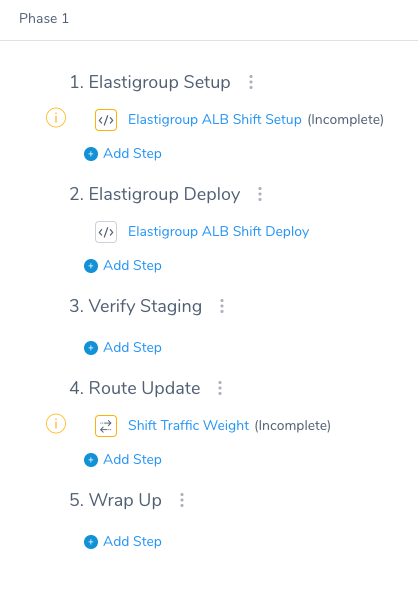 Phase 1
1. Elastigroup Setup
Elastigroup ALB Shift Setup (Incomplete)
Add Step
2. Elastigroup Deploy
Elastigroup ALB Shift Deploy
Add Step
3. Verify Staging
Add Step
4. Route Update
Shift Traffic Weight (Incomplete)
Add Step
5. Wrap Up
Add Step